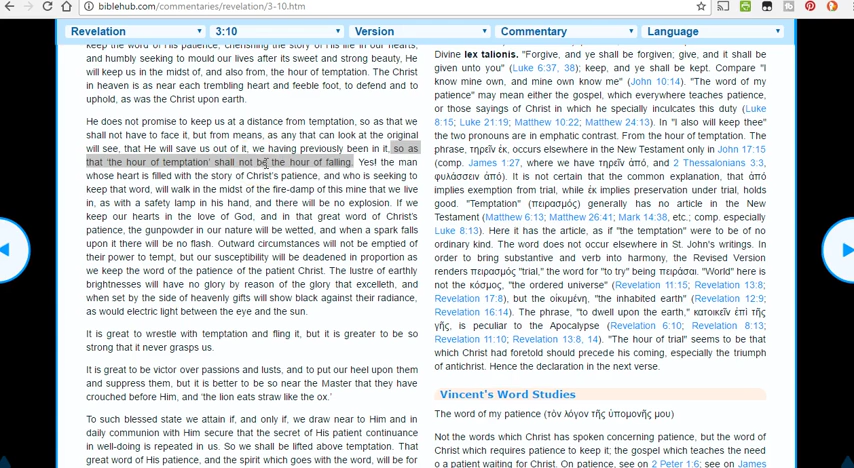 biblehub.com/commentaries/revelation/3-10.htm
Revelation
3:10
Version
Commentary
Language
keep the word of His patience, cherishing the story of His life in our hearts,
and humbly seeking to mould our lives after its sweet and strong beauty, He
will keep us in the midst of, and also from, the hour of temptation. The Christ
in heaven is as near each trembling heart and feeble foot, to defend and to
uphold, as was the Christ upon earth.
He does not promise to keep us at a distance from temptation, so as that we
shall not have to face it, but from means, as any that can look at the original
will see, that He will save us out of it, we having previously been in it, so as
that ‘the hour of temptation’ shall not be the hour of falling. Yes! the man
whose heart is filled with the story of Christ’s patience, and who is seeking to
keep that word, will walk in the midst of the fire-damp of this mine that we live
in, as with a safety lamp in his hand, and there will be no explosion. If we
keep our hearts in the love of God, and in that great word of Christ’s
patience, the gunpowder in our nature will be wetted, and when a spark falls
upon it there will be no flash. Outward circumstances will not be emptied of
their power to tempt, but our susceptibility will be deadened in proportion as
we keep the word of the patience of the patient Christ. The lustre of earthly
brightnesses will have no glory by reason of the glory that excelleth, and
when set by the side of heavenly gifts will show black against their radiance,
as would electric light between the eye and the sun.
It is great to wrestle with temptation and fling it, but it is greater to be so
strong that it never grasps us.
It is great to be victor over passions and lusts, and to put our heel upon them
and suppress them, but it is better to be so near the Master that they have
crouched before Him, and ‘the lion eats straw like the ox.’
To such blessed state we attain if, and only if, we draw near to Him and in
daily communion with Him secure that the secret of His patient continuance
in well-doing is repeated in us. So we shall be lifted above temptation. That
great word of His patience, and the spirit which goes with the word, will be for
Divine lex talionis. "Forgive, and ye shall be forgiven; give, and it shall be
given unto you" (Luke 6:37, 38); keep, and ye shall be kept. Compare "I
know mine own, and mine own know me" (John 10:14). "The word of my
patience" may mean either the gospel, which everywhere teaches patience,
or those sayings of Christ in which he specially inculcates this duty (Luke
8:15; Luke 21:19; Matthew 10:22; Matthew 24:13). In "I also will keep thee"
the two pronouns are in emphatic contrast. From the hour of temptation. The
phrase, τηρεῖν ἐκ, occurs elsewhere in the New Testament only in John 17:15
(comp. James 1:27, where we have τηρεῖν ἀπό, and 2 Thessalonians 3:3,
φυλάσσειν ἀπό). It is not certain that the common explanation, that ἀπό
implies exemption from trial, while ἐκ implies preservation under trial, holds
good. "Temptation" (πειρασμός) generally has no article in the New
Testament (Matthew 6:13; Matthew 26:41; Mark 14:38, etc.; comp. especially
Luke 8:13). Here it has the article, as if "the temptation" were to be of no
ordinary kind. The word does not occur elsewhere in St. John's writings. In
order to bring substantive and verb into harmony, the Revised Version
renders πειρασμός "trial," the word for "to try" being πειράσαι. "World" here is
not the κόσμος, "the ordered universe" (Revelation 11:15; Revelation 13:8;
Revelation 17:8), but the οἰκυμένη, "the inhabited earth" (Revelation 12:9;
Revelation 16:14). The phrase, "to dwell upon the earth," κατοικεῖν ἐπὶ τῆς
γῆς, is peculiar to the Apocalypse (Revelation 6:10; Revelation 8:13;
Revelation 11:10; Revelation 13:8, 14). "The hour of trial" seems to be that
which Christ had foretold should precede his coming, especially the triumph
of antichrist. Hence the declaration in the next verse.
Vincent's Word Studies
The word of my patience (τὸν λόγον τῆς ὑπομονῆς μου)
Not the words which Christ has spoken concerning patience, but the word of
Christ which requires patience to keep it; the gospel which teaches the need
o a patient waiting for Christ. On patience, see on 2 Peter 1:6; see on James